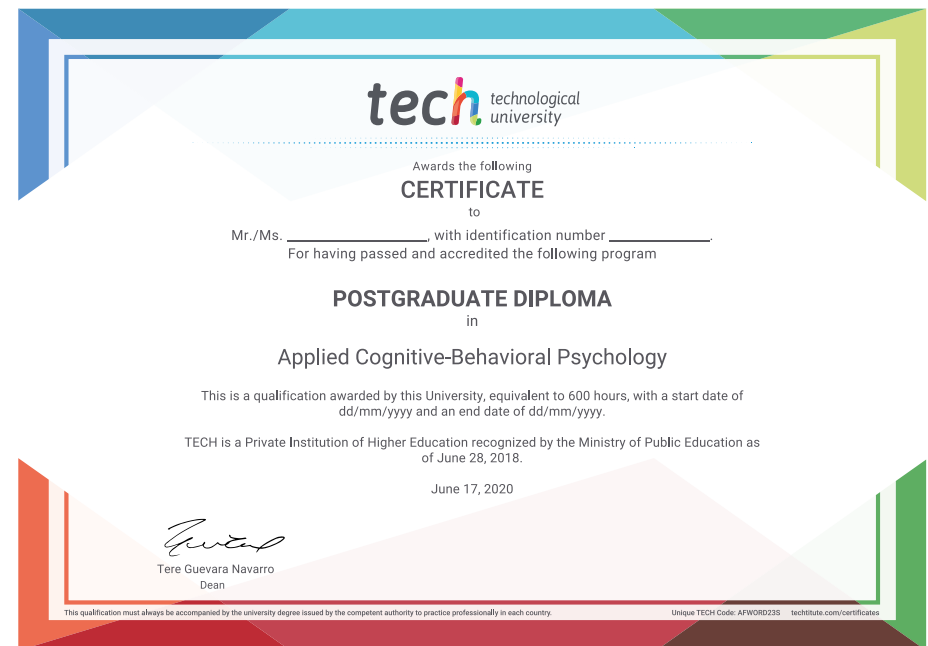 tech technological
university
Awards the following
CERTIFICATE
to
Mr./Ms. ____________________, with identification number ______________.
For having passed and accredited the following program
POSTGRADUATE DIPLOMA
in
Applied Cognitive-Behavioral Psychology
This is a qualification awarded by this University, equivalent to 600 hours, with a start date of
dd/mm/yyyy and an end date of dd/mm/yyyy.
TECH is a Private Institution of Higher Education recognized by the Ministry of Public Education as
of June 28, 2018.
June 17, 2020
Tere Guevara Navarro
Dean
This qualification must always be accompanied by the university degree issued by the competent authority to practice professionally in each country. Unique TECH Code: AFWORD23S techtitute.com/certificates